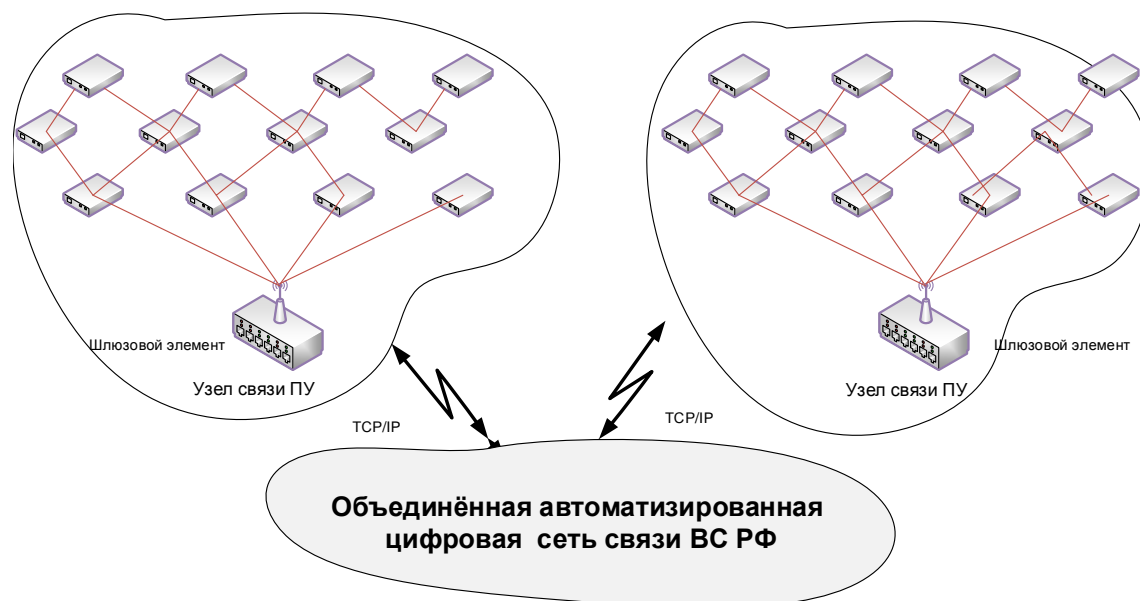 Шлюзовой элемент
Узел связи ПУ
Шлюзовой элемент
Узел связи ПУ
TCP/IP
TCP/IP
Объединённая автоматизированная
цифровая сеть связи ВС РФ